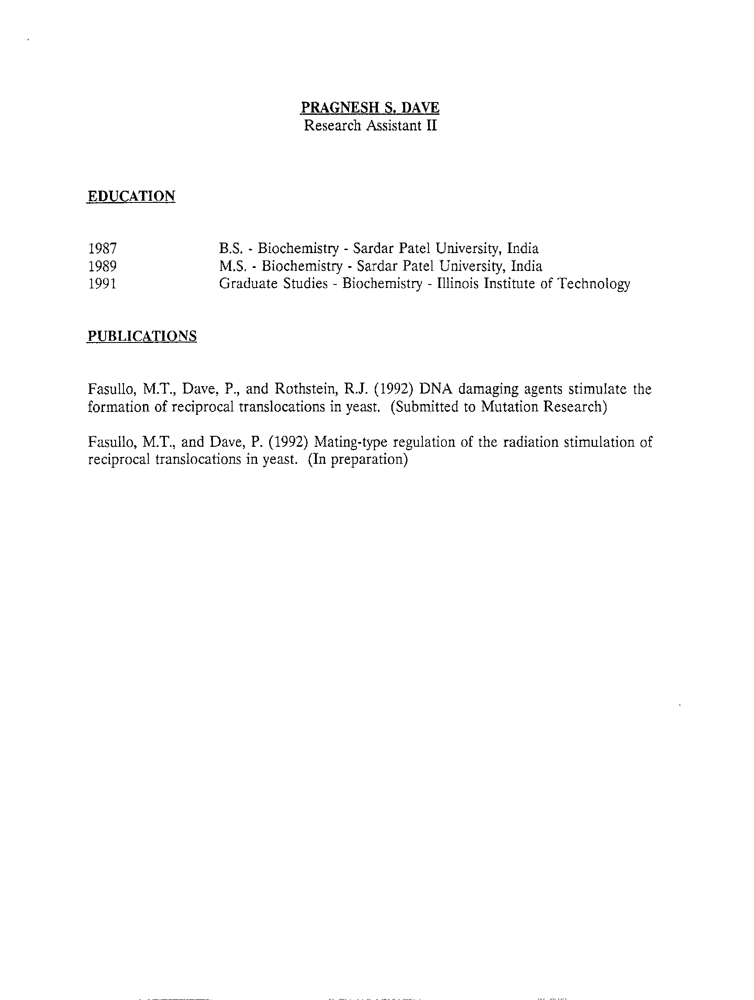 PRAGNESH S. DAVE
Research Assistant II
EDUCATION
1987 B.S. - Biochemistry - Sardar Patel University, India
1989 M.S. - Biochemistry - Sardar Patel University, India
1991 Graduate Studies - Biochemistry - Illinois Institute of Technology
PUBLICATIONS
Fasullo, M.T., Dave, P., and Rothstein, R.J. (1992) DNA damaging agents stimulate the
formation of reciprocal translocations in yeast. (Submitted to Mutation Research)
Fasullo, M.T., and Dave, P. (1992) Mating-type regulation of the radiation stimulation of
reciprocal translocations in yeast. (In preparation)